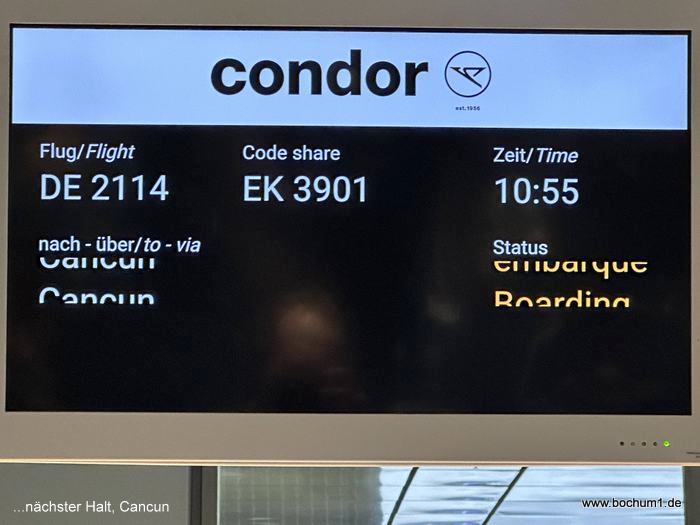 condor
est. 1956
Flug/Flight
Code share
Zeit/Time
DE 2114
EK 3901
10:55
nach - über/to - via
Status
Cancun
embarque
Cancun
Boarding
...nächster Halt, Cancun
www.bochum1.de